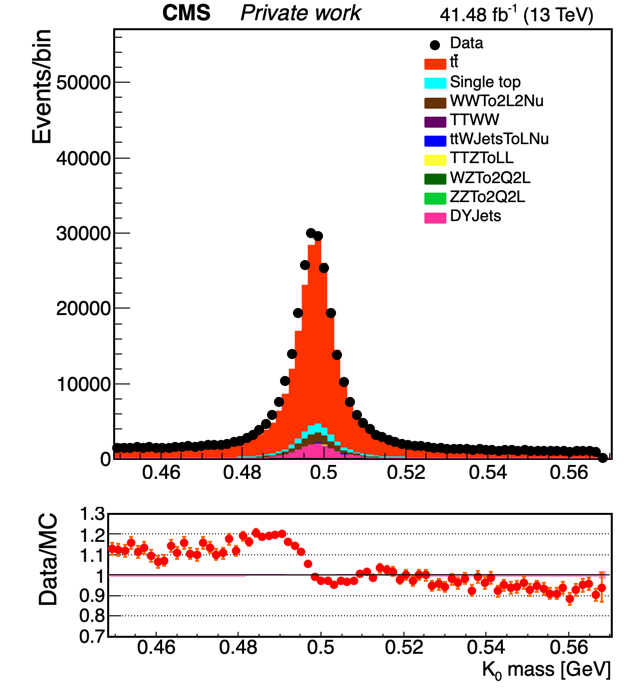 CMS Private work 41.48 fb⁻¹ (13 TeV)
Events/bin
50000
40000
30000
20000
10000
0
Data
tt̄
Single top
WWTo2L2Nu
TTWW
ttWJetsToLNu
TTZToLL
WZTo2Q2L
ZZTo2Q2L
DYJets
0.46 0.48 0.5 0.52 0.54 0.56
Data/MC
1.3
1.2
1.1
1
0.9
0.8
0.7
0.46 0.48 0.5 0.52 0.54 0.56
K₀ mass [GeV]